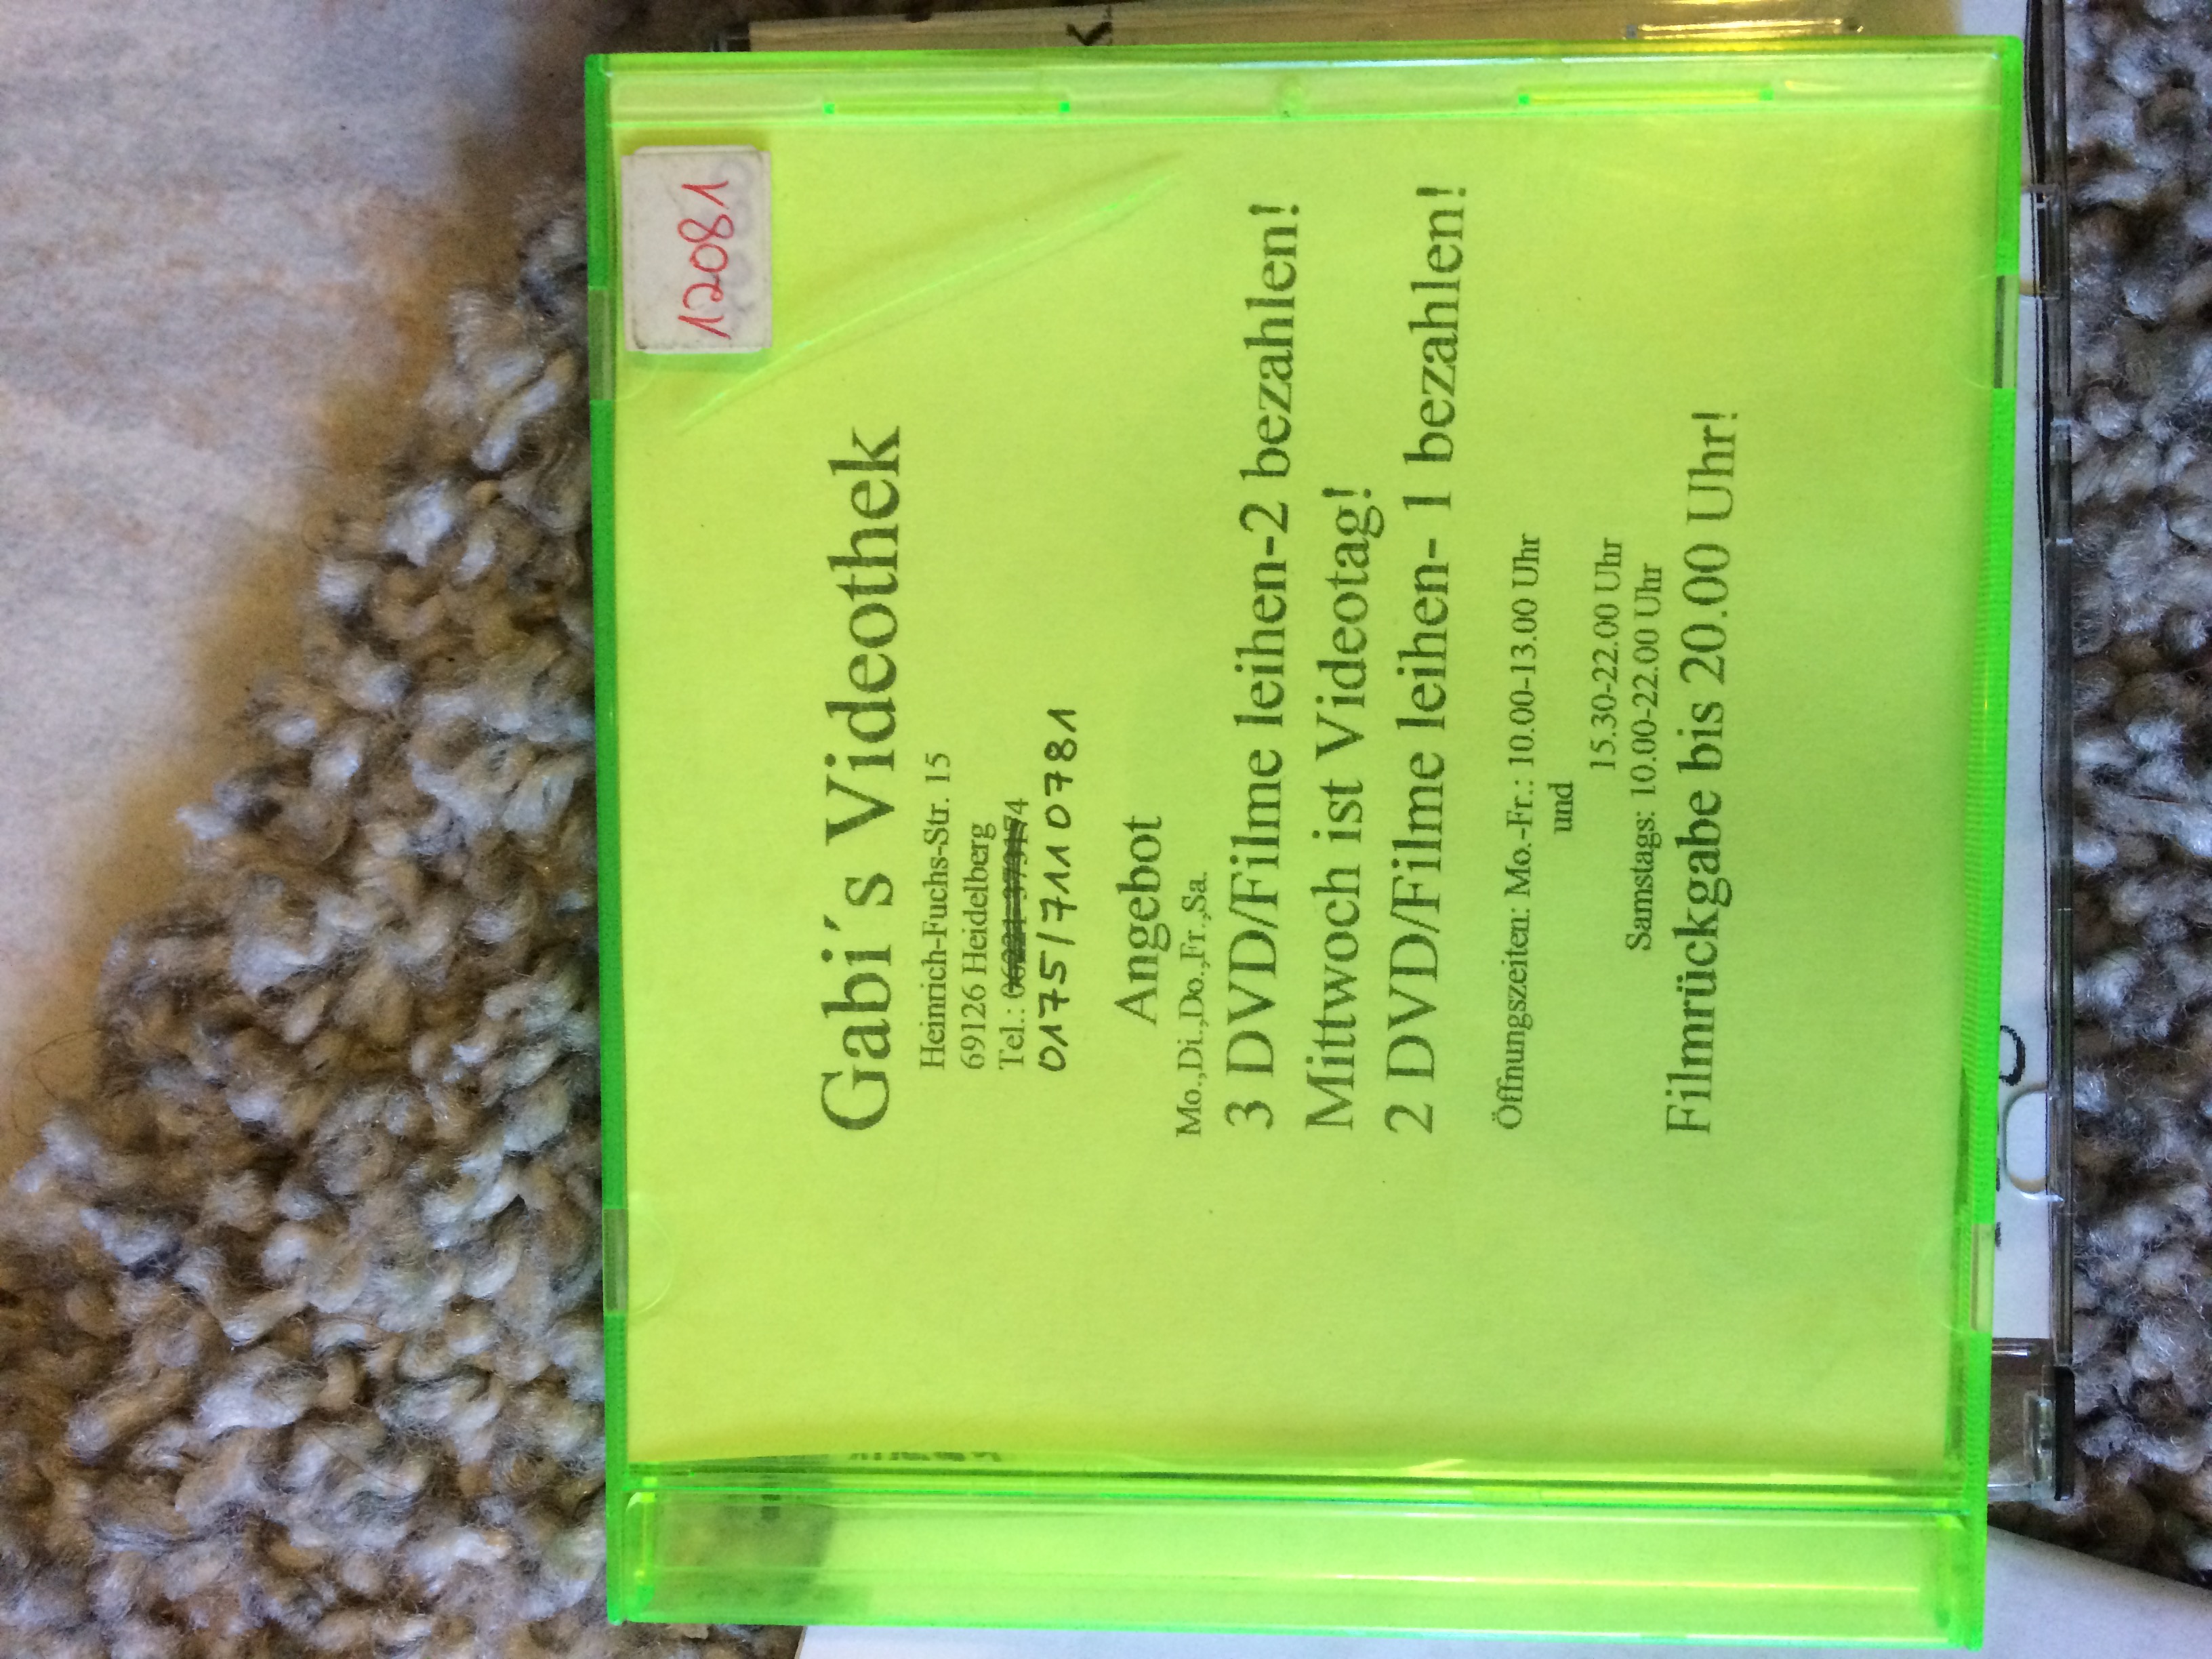 12081
Gabi´s Videothek
Heinrich-Fuchs-Str. 15
69126 Heidelberg
Tel.:
0175/7110781
Angebot
Mo.,Di.,Do.,Fr.,Sa.
3 DVD/Filme leihen-2 bezahlen!
Mittwoch ist Videotag!
2 DVD/Filme leihen- 1 bezahlen!
Öffnungszeiten: Mo.-Fr.: 10.00-13.00 Uhr
und
15.30-22.00 Uhr
Samstags: 10.00-22.00 Uhr
Filmrückgabe bis 20.00 Uhr!